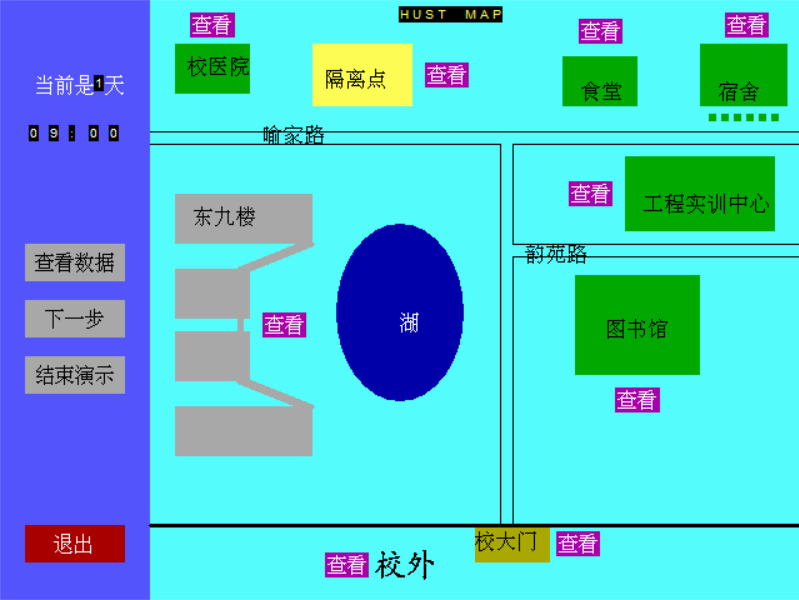 HUST MAP
查看
查看
查看
校医院
隔离点
查看
食堂
宿舍
当前是1天
09:00
喻家路
查看
工程实训中心
东九楼
韵苑路
查看数据
下一步
结束演示
查看
湖
图书馆
查看
退出
校大门
查看
查看
校外